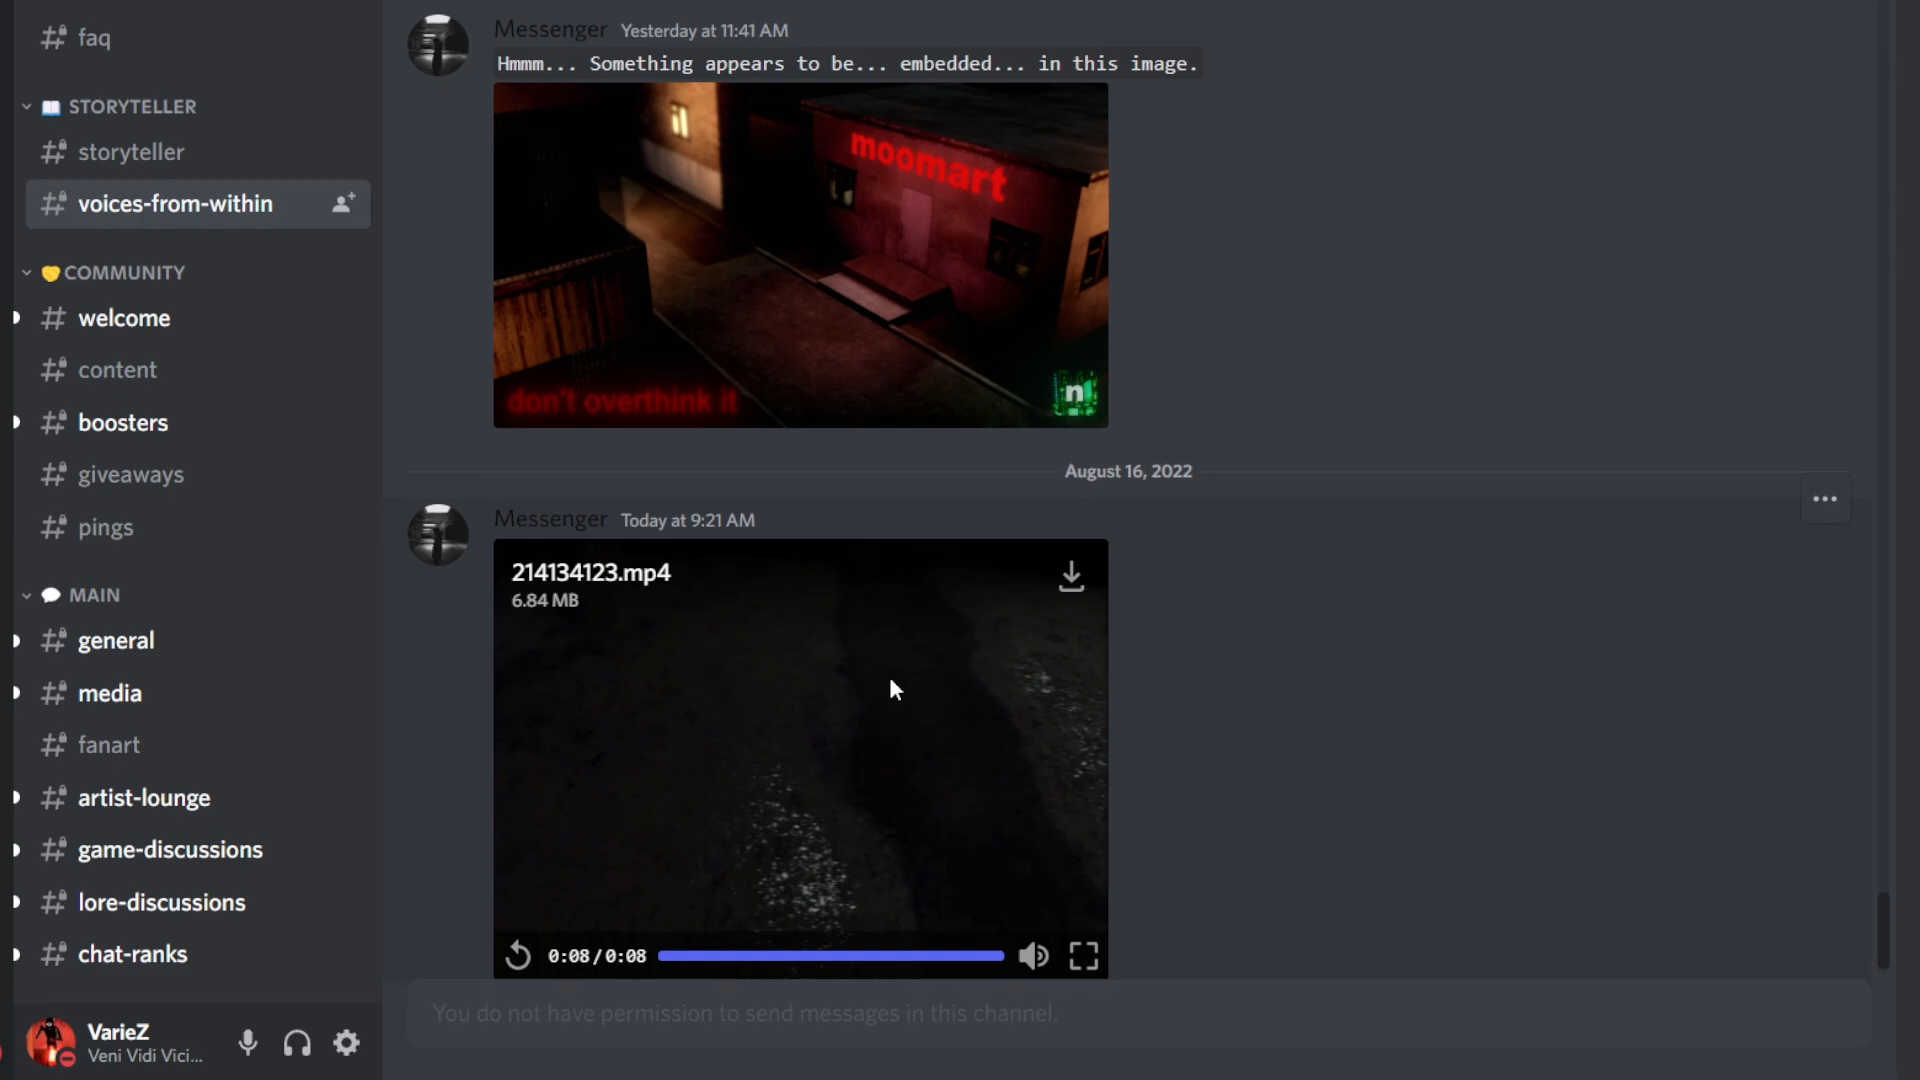 faq
STORYTELLER
storyteller
voices-from-within
COMMUNITY
welcome
content
boosters
giveaways
pings
MAIN
general
media
fanart
artist-lounge
game-discussions
lore-discussions
chat-ranks
VarieZ
Veni Vidi Vici...
Messenger Yesterday at 11:41 AM
Hmmm... Something appears to be... embedded... in this image.
moomart
don't overthink it
n
August 16, 2022
Messenger Today at 9:21 AM
214134123.mp4
6.84 MB
0:08/0:08
You do not have permission to send messages in this channel.